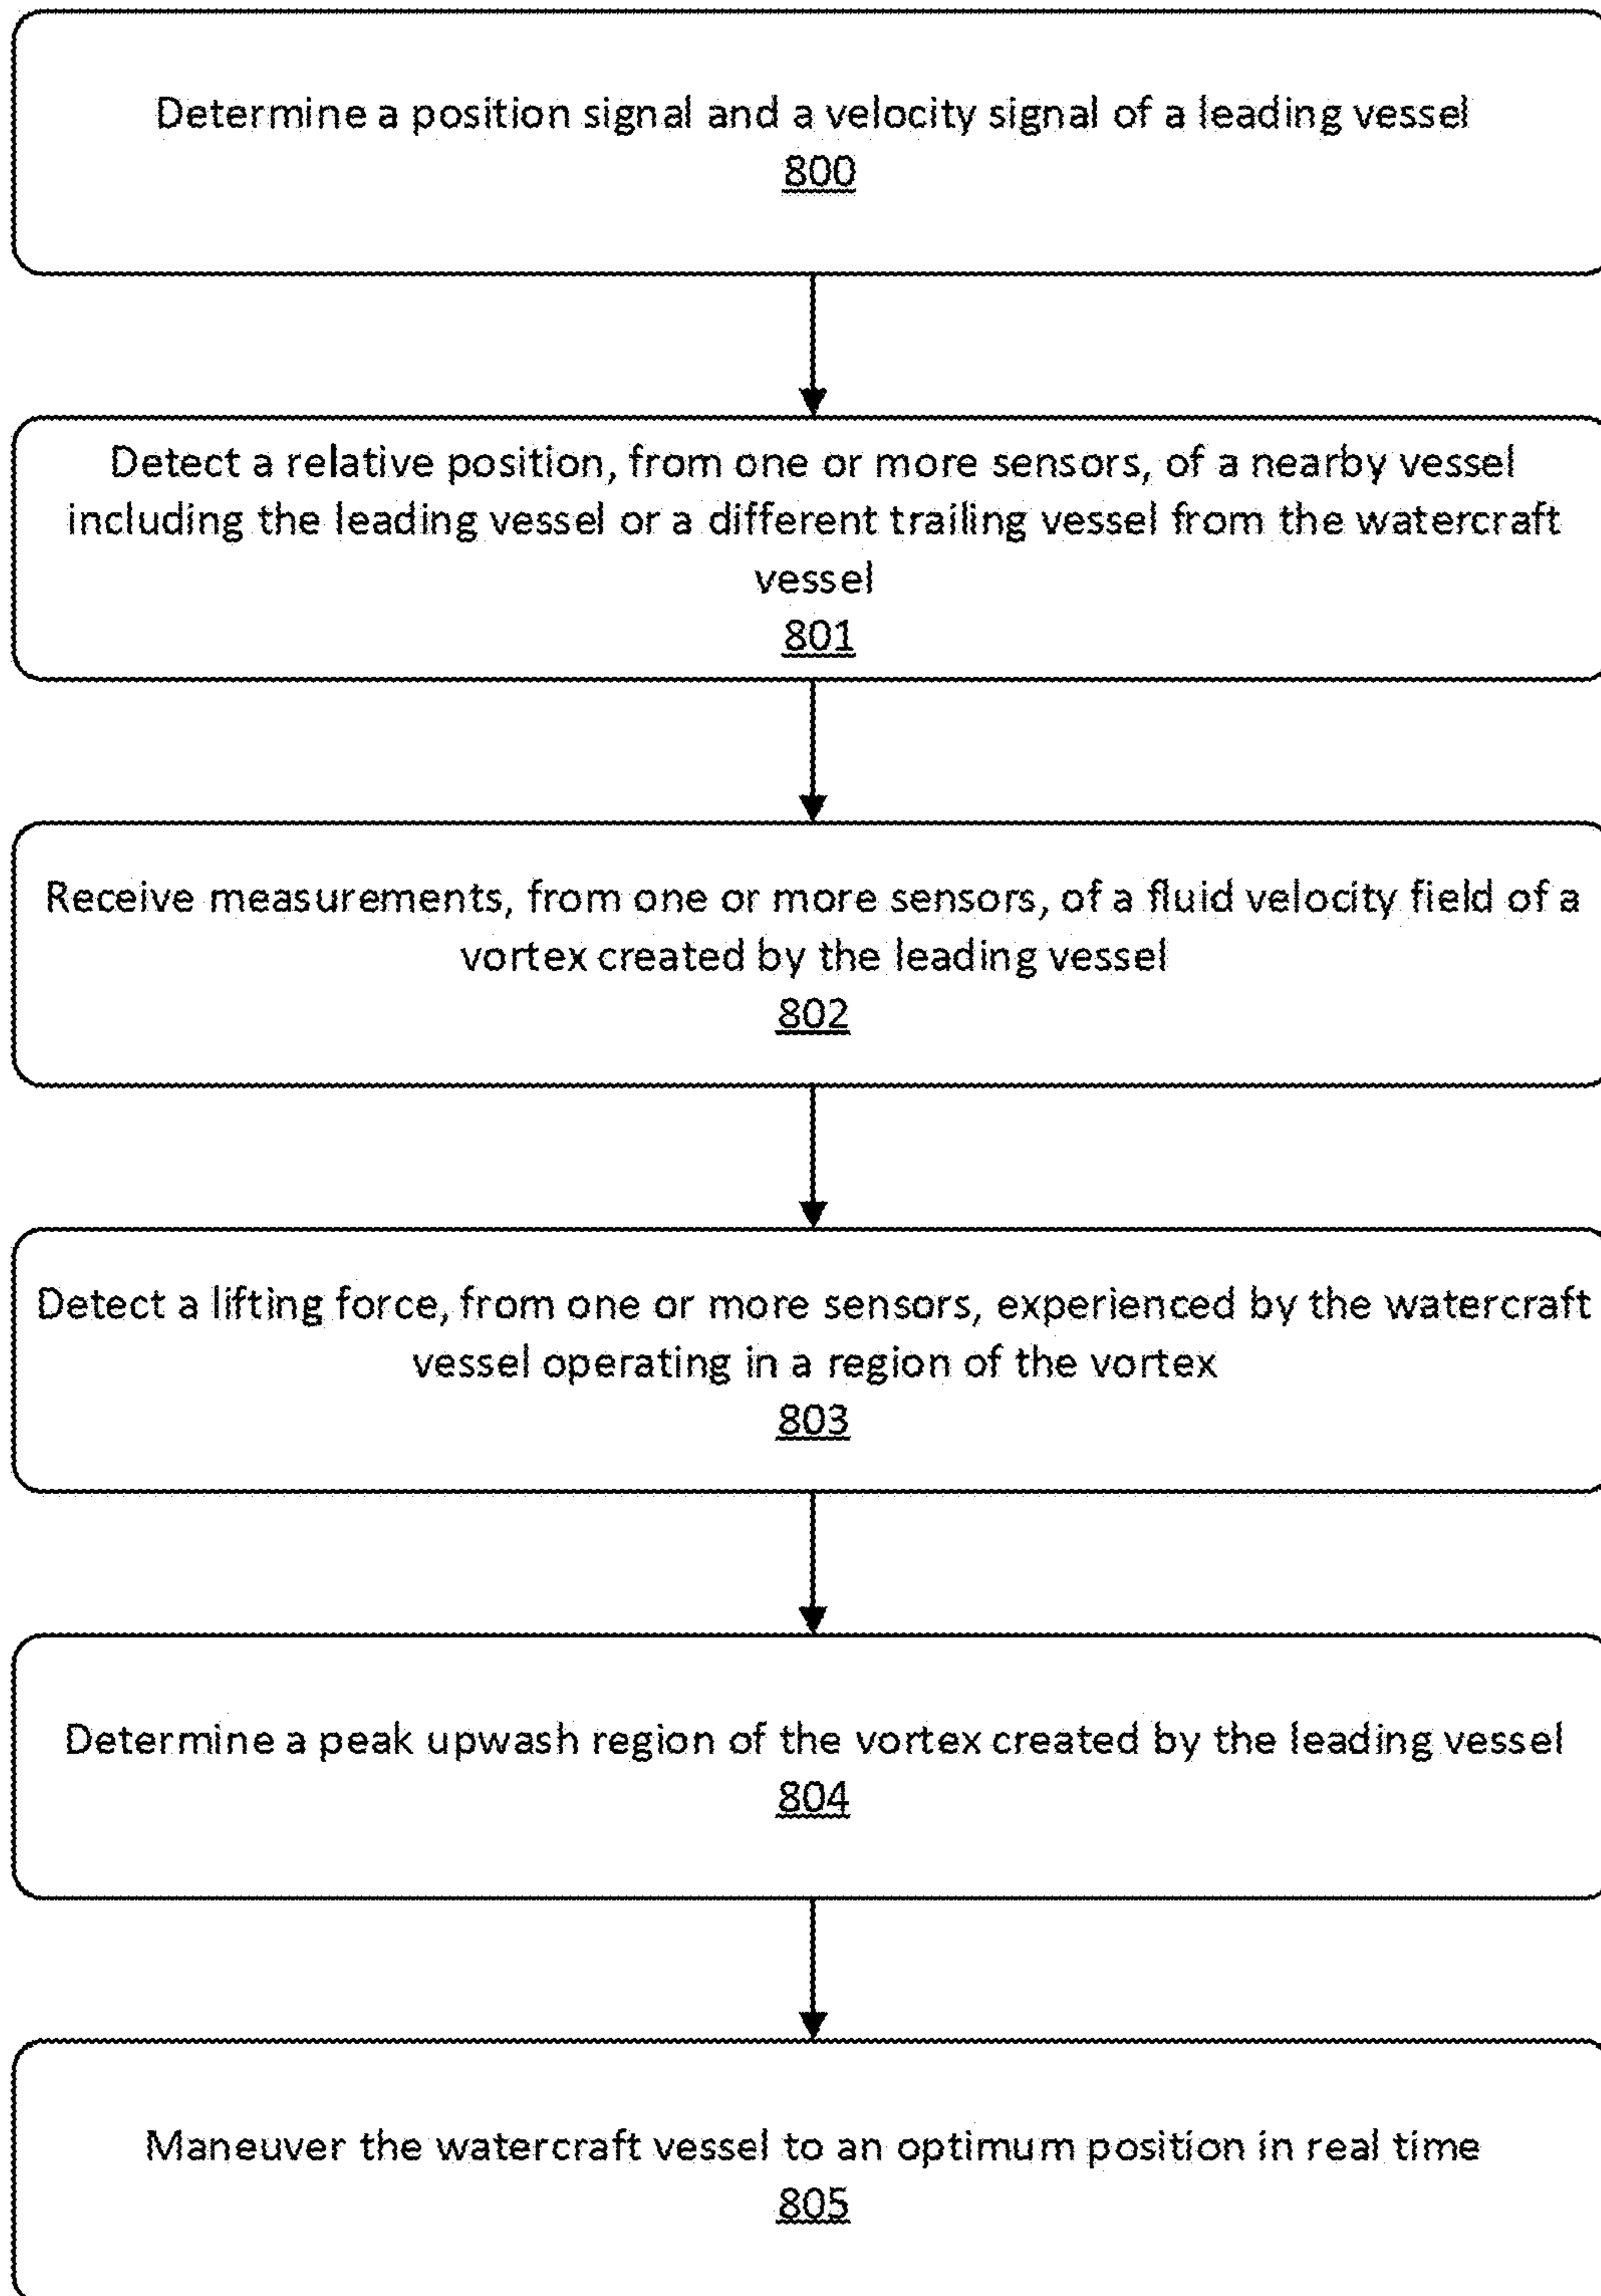 Determine a position signal and a velocity signal of a leading vessel
800
Detect a relative position, from one or more sensors, of a nearby vessel
including the leading vessel or a different trailing vessel from the watercraft
vessel
801
Receive measurements, from one or more sensors, of a fluid velocity field of a
vortex created by the leading vessel
802
Detect a lifting force, from one or more sensors, experienced by the watercraft
vessel operating in a region of the vortex
803
Determine a peak upwash region of the vortex created by the leading vessel
804
Maneuver the watercraft vessel to an optimum position in real time
805